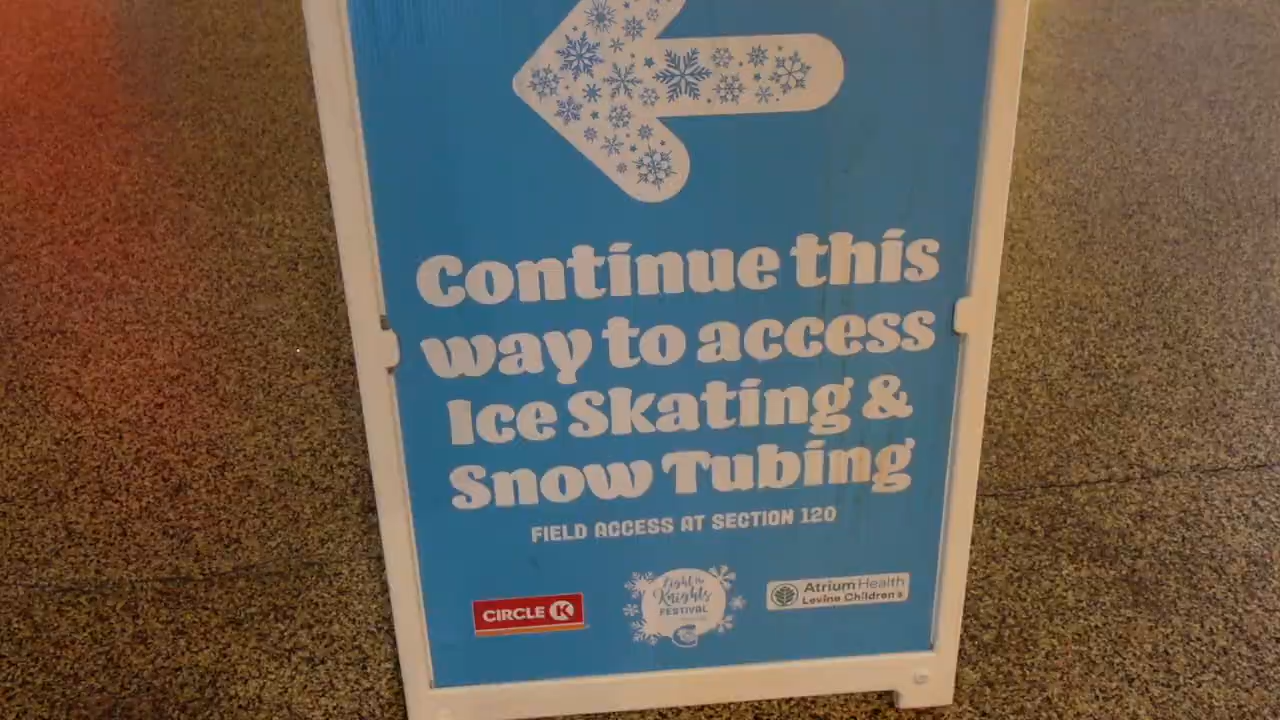 Continue this
way to access
Ice Skating &
Snow Tubing
FIELD ACCESS AT SECTION 120
CIRCLE K
Light the
Knights
FESTIVAL
Atrium Health
Levine Children's